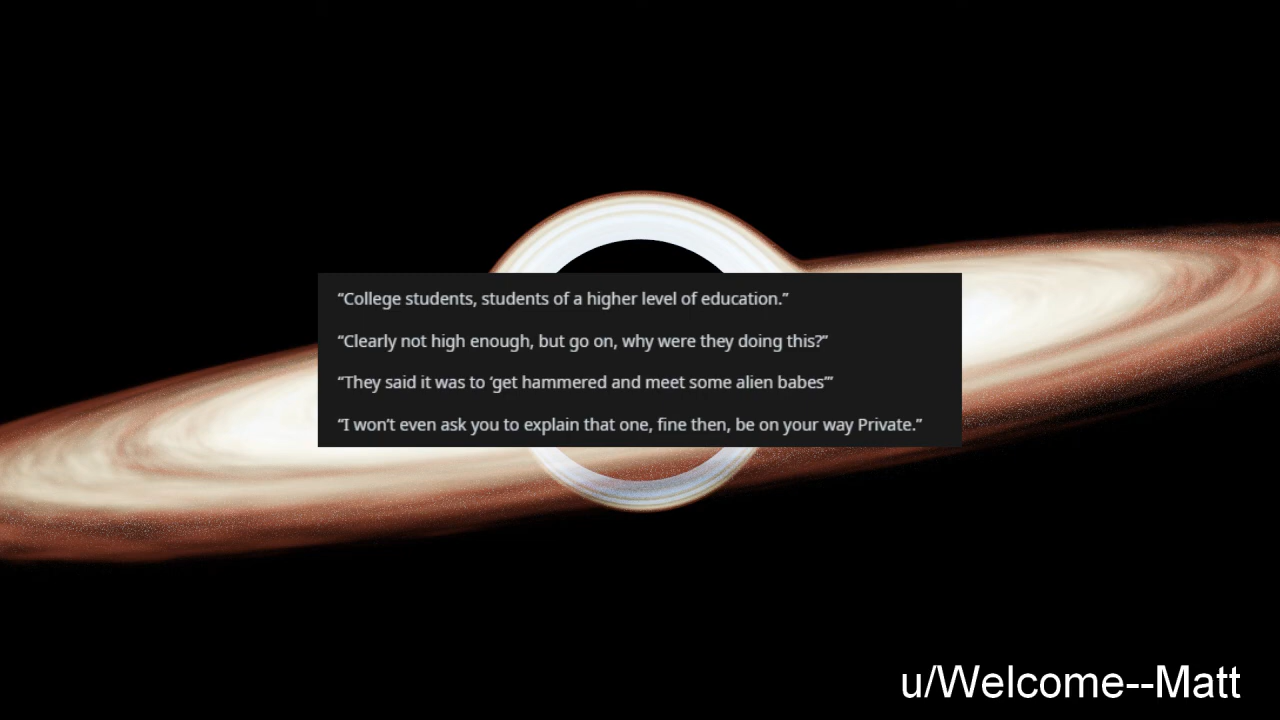 “College students, students of a higher level of education.”
“Clearly not high enough, but go on, why were they doing this?”
“They said it was to ‘get hammered and meet some alien babes’”
“I won’t even ask you to explain that one, fine then, be on your way Private.”
u/Welcome--Matt